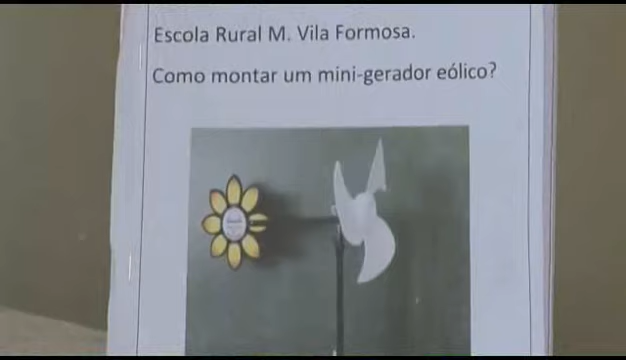 Escola Rural M. Vila Formosa.
Como montar um mini-gerador eólico?